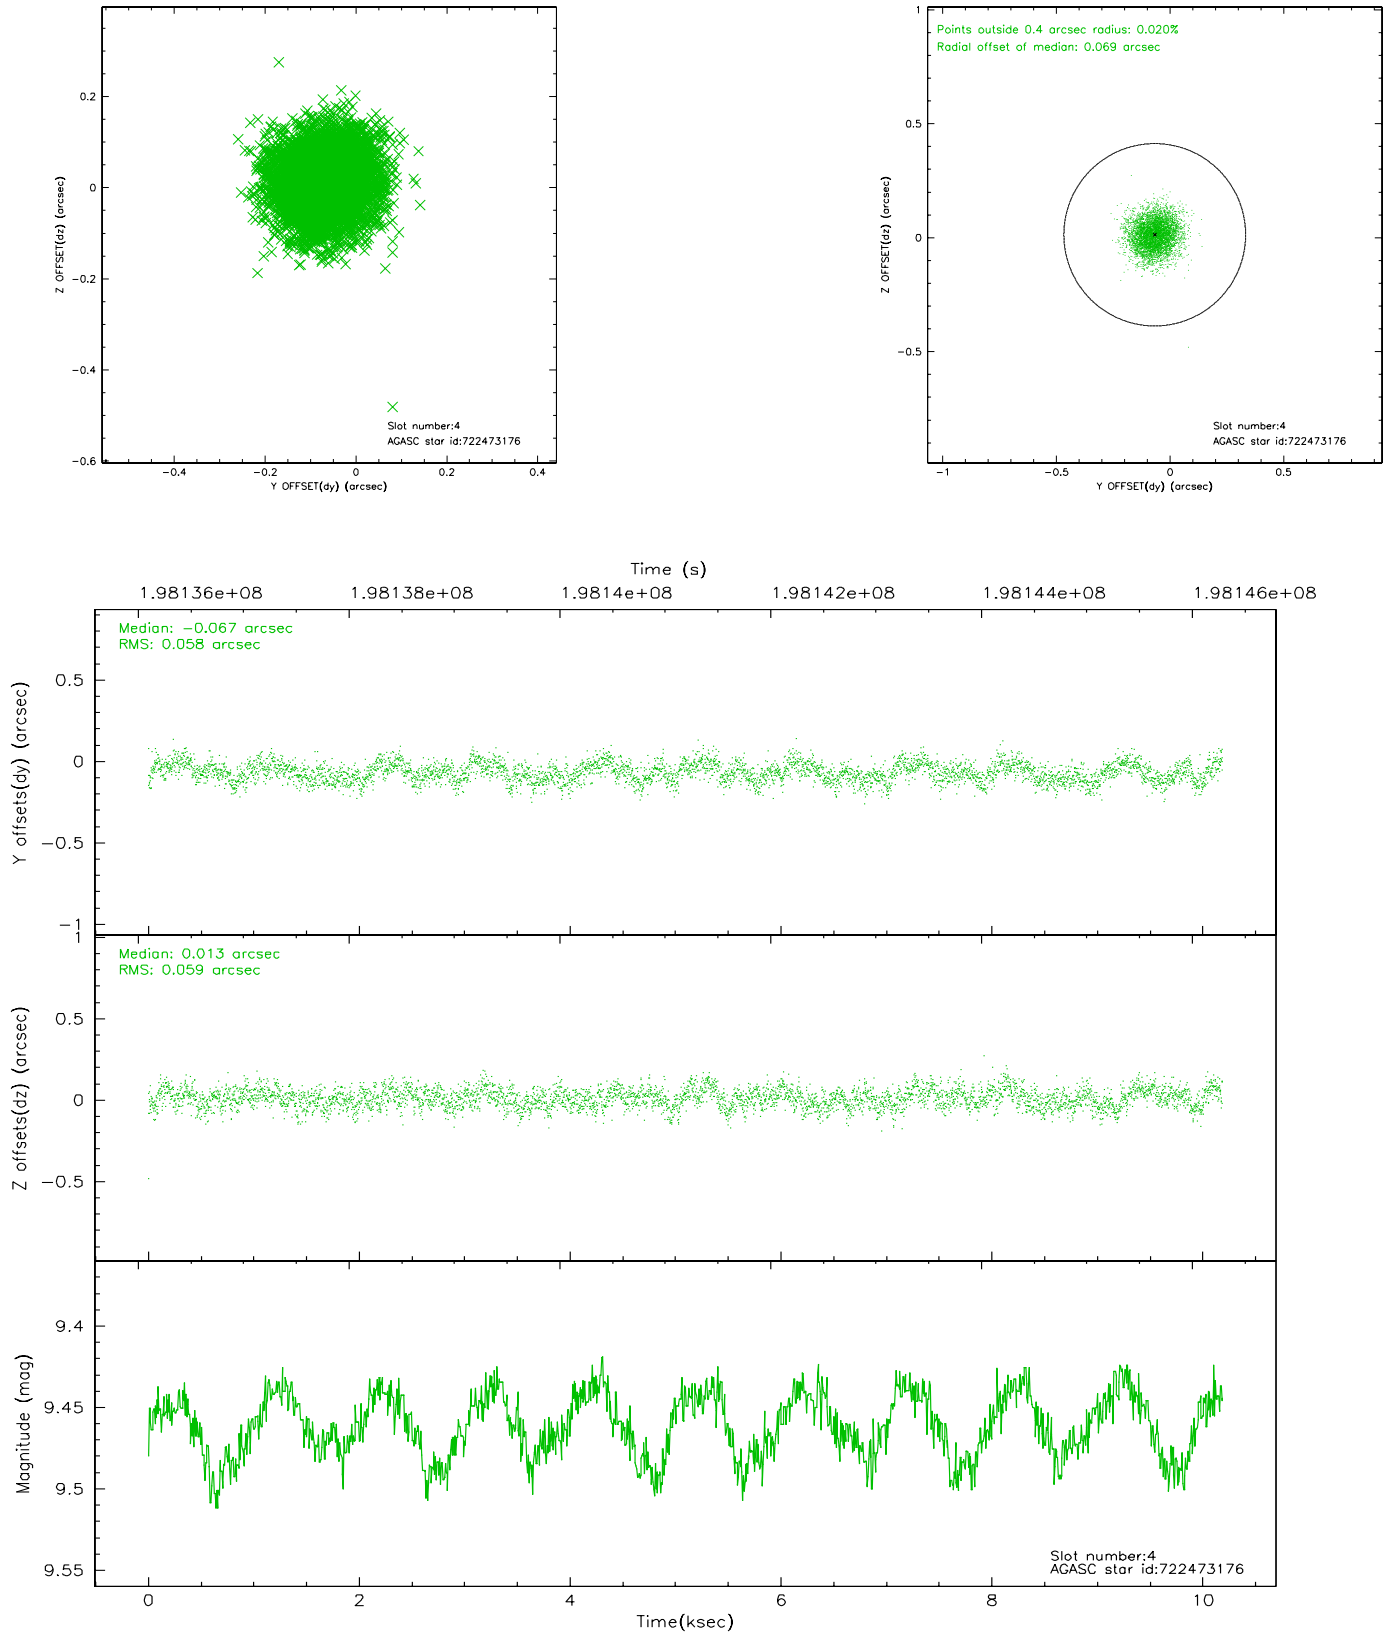 Points outside 0.4 arcsec radius: 0.020%
Radial offset of median: 0.069 arcsec
0.2
0
−0.2
−0.4
−0.6
Z OFFSET(dz) (arcsec)
Slot number:4
AGASC star id:722473176
−0.4
−0.2
0
0.2
0.4
Y OFFSET(dy) (arcsec)
1
0.5
0
−0.5
Z OFFSET(dz) (arcsec)
Slot number:4
AGASC star id:722473176
−1
−0.5
0
0.5
Y OFFSET(dy) (arcsec)
Time (s)
1.98136e+08
1.98138e+08
1.9814e+08
1.98142e+08
1.98144e+08
1.98146e+08
Median: −0.067 arcsec
RMS: 0.058 arcsec
0.5
0
−0.5
−1
Y offsets(dy) (arcsec)
Median: 0.013 arcsec
RMS: 0.059 arcsec
1
0.5
0
−0.5
Z offsets(dz) (arcsec)
9.4
9.45
9.5
9.55
Magnitude (mag)
Slot number:4
AGASC star id:722473176
0
2
4
6
8
10
Time(ksec)